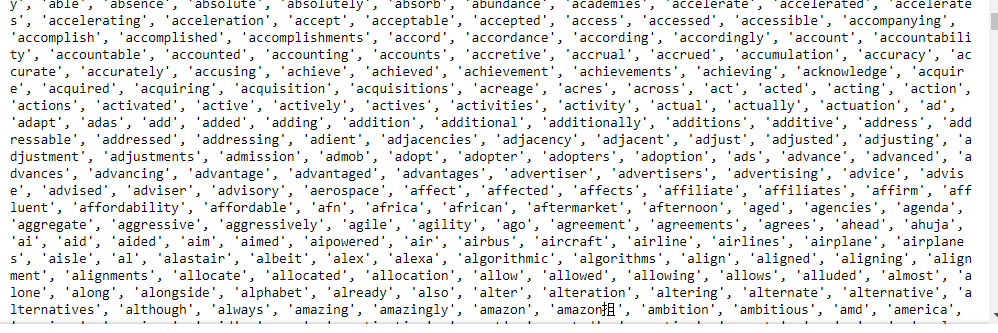 y', 'able', 'absence', 'absolute', 'absolutely', 'absorb', 'abundance', 'academies', 'accelerate', 'accelerated', 'accelerate
s', 'accelerating', 'acceleration', 'accept', 'acceptable', 'accepted', 'access', 'accessed', 'accessible', 'accompanying',
'accomplish', 'accomplished', 'accomplishments', 'accord', 'accordance', 'according', 'accordingly', 'account', 'accountabili
ty', 'accountable', 'accounted', 'accounting', 'accounts', 'accretive', 'accrual', 'accrued', 'accumulation', 'accuracy', 'ac
curate', 'accurately', 'accusing', 'achieve', 'achieved', 'achievement', 'achievements', 'achieving', 'acknowledge', 'acquir
e', 'acquired', 'acquiring', 'acquisition', 'acquisitions', 'acreage', 'acres', 'across', 'act', 'acted', 'acting', 'action',
'actions', 'activated', 'active', 'actively', 'actives', 'activities', 'activity', 'actual', 'actually', 'actuation', 'ad',
'adapt', 'adas', 'add', 'added', 'adding', 'addition', 'additional', 'additionally', 'additions', 'additive', 'address', 'add
ressable', 'addressed', 'addressing', 'adient', 'adjacencies', 'adjacency', 'adjacent', 'adjust', 'adjusted', 'adjusting', 'a
djustment', 'adjustments', 'admission', 'admob', 'adopt', 'adopter', 'adopters', 'adoption', 'ads', 'advance', 'advanced', 'a
dvances', 'advancing', 'advantage', 'advantaged', 'advantages', 'advertiser', 'advertisers', 'advertising', 'advice', 'advis
e', 'advised', 'adviser', 'advisory', 'aerospace', 'affect', 'affected', 'affects', 'affiliate', 'affiliates', 'affirm', 'aff
luent', 'affordability', 'affordable', 'afn', 'africa', 'african', 'aftermarket', 'afternoon', 'aged', 'agencies', 'agenda',
'aggregate', 'aggressive', 'aggressively', 'agile', 'agility', 'ago', 'agreement', 'agreements', 'agrees', 'ahead', 'ahuja',
'ai', 'aid', 'aided', 'aim', 'aimed', 'aipowered', 'air', 'airbus', 'aircraft', 'airline', 'airlines', 'airplane', 'airplane
s', 'aisle', 'al', 'alastair', 'albeit', 'alex', 'alexa', 'algorithmic', 'algorithms', 'align', 'aligned', 'aligning', 'align
ment', 'alignments', 'allocate', 'allocated', 'allocation', 'allow', 'allowed', 'allowing', 'allows', 'alluded', 'almost', 'a
lone', 'along', 'alongside', 'alphabet', 'already', 'also', 'alter', 'alteration', 'altering', 'alternate', 'alternative', 'a
lternatives', 'although', 'always', 'amazing', 'amazingly', 'amazon', 'amazon抯', 'ambition', 'ambitious', 'amd', 'america',